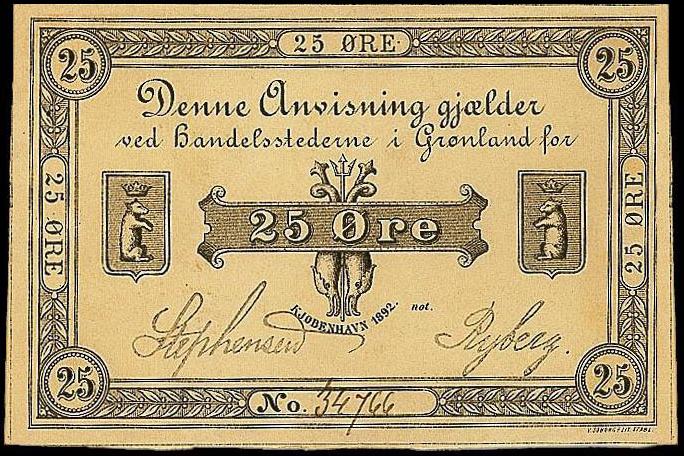 25 25 ØRE 25
Denne Anvisning gjælder
ved Handelsstederne i Grønland for
25 ØRE 25 Øre 25 ØRE
KJØBENHAVN 1892.
Stephensen not. Ryberg.
25 No. 34766 25